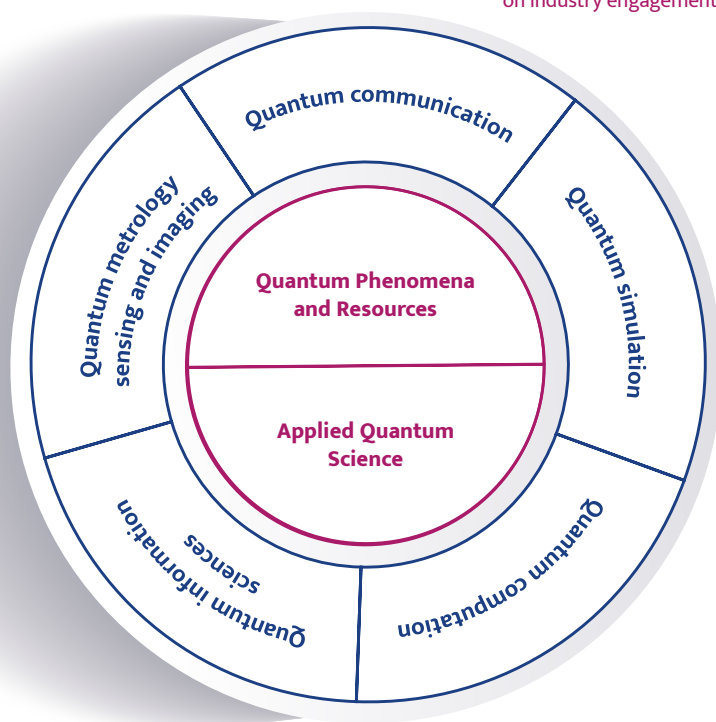 on industry engagement
Quantum communication
Quantum simulation
Quantum computation
Quantum information
sciences
Quantum metrology
sensing and imaging
Quantum Phenomena
and Resources
Applied Quantum
Science